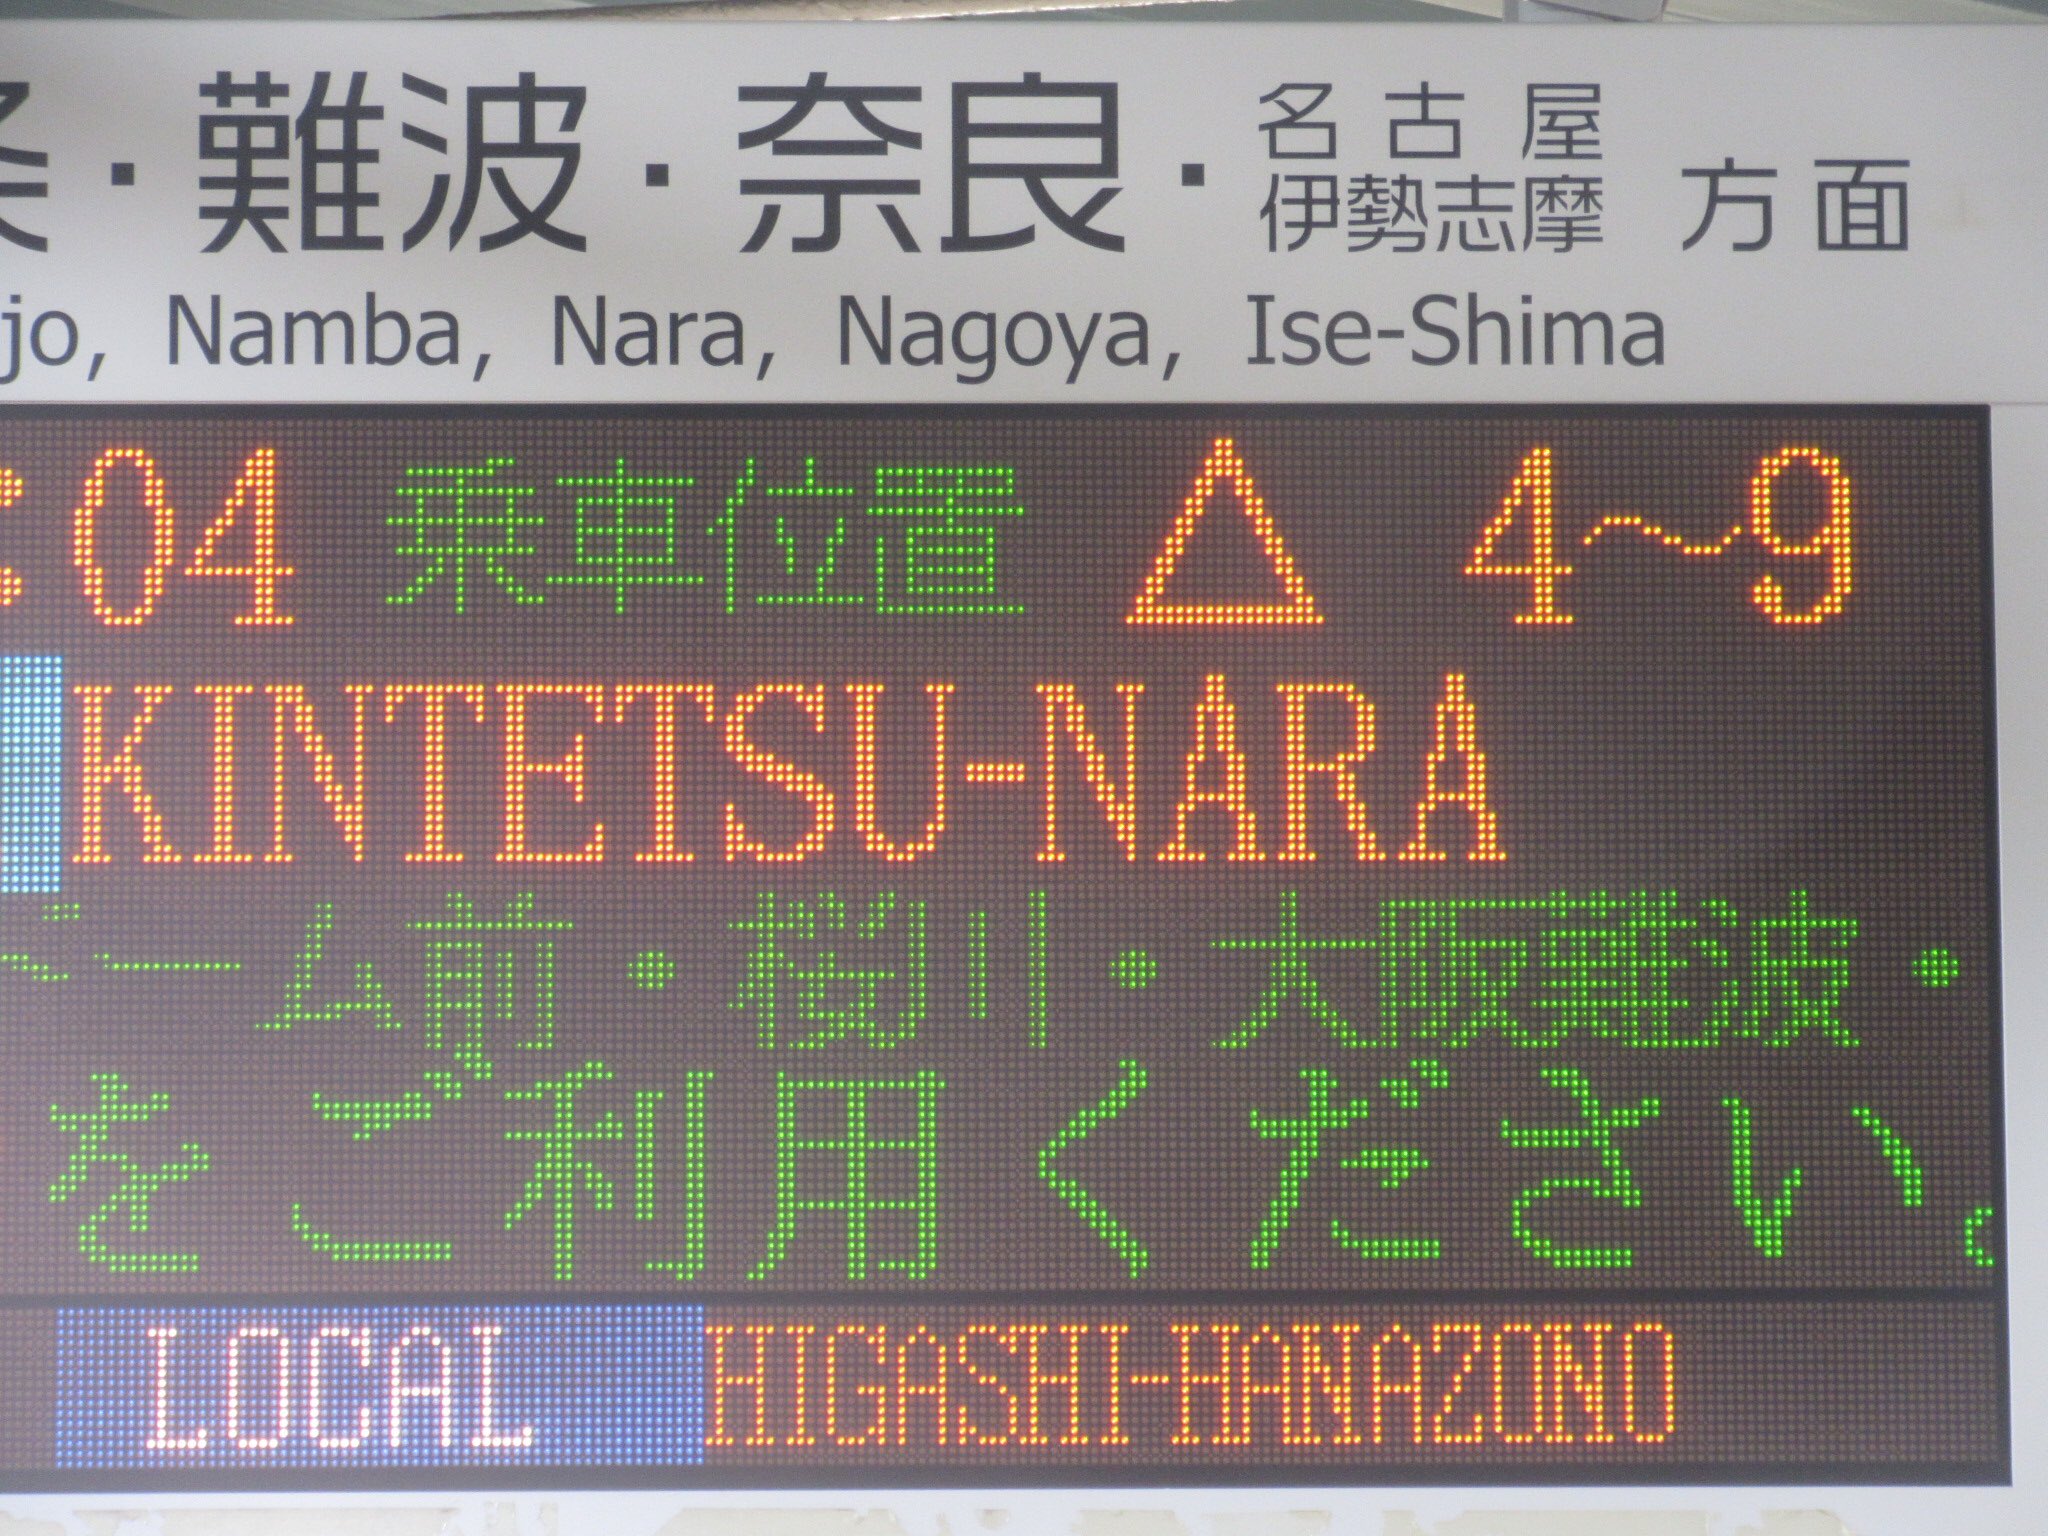 ・難波・奈良・名古屋 伊勢志摩 方面
jo, Namba, Nara, Nagoya, Ise-Shima
:04 乗車位置 △ 4～9
KINTETSU-NARA
ドーム前・桜川・大阪難波・
をご利用ください。
LOCAL HIGASHI-HANAZONO